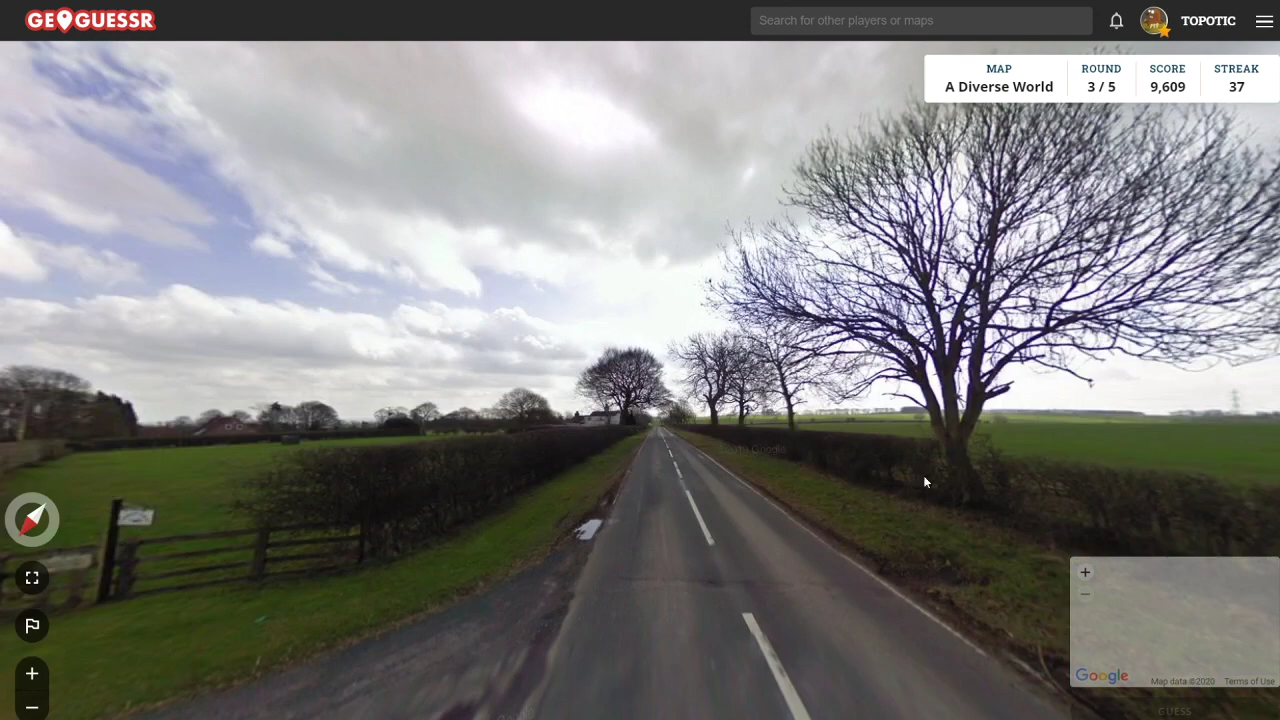 GEOGUESSR
Search for other players or maps
TOPOTIC
MAP ROUND SCORE STREAK
A Diverse World 3 / 5 9,609 37
Google
Map data ©2020 Terms of Use
GUESS